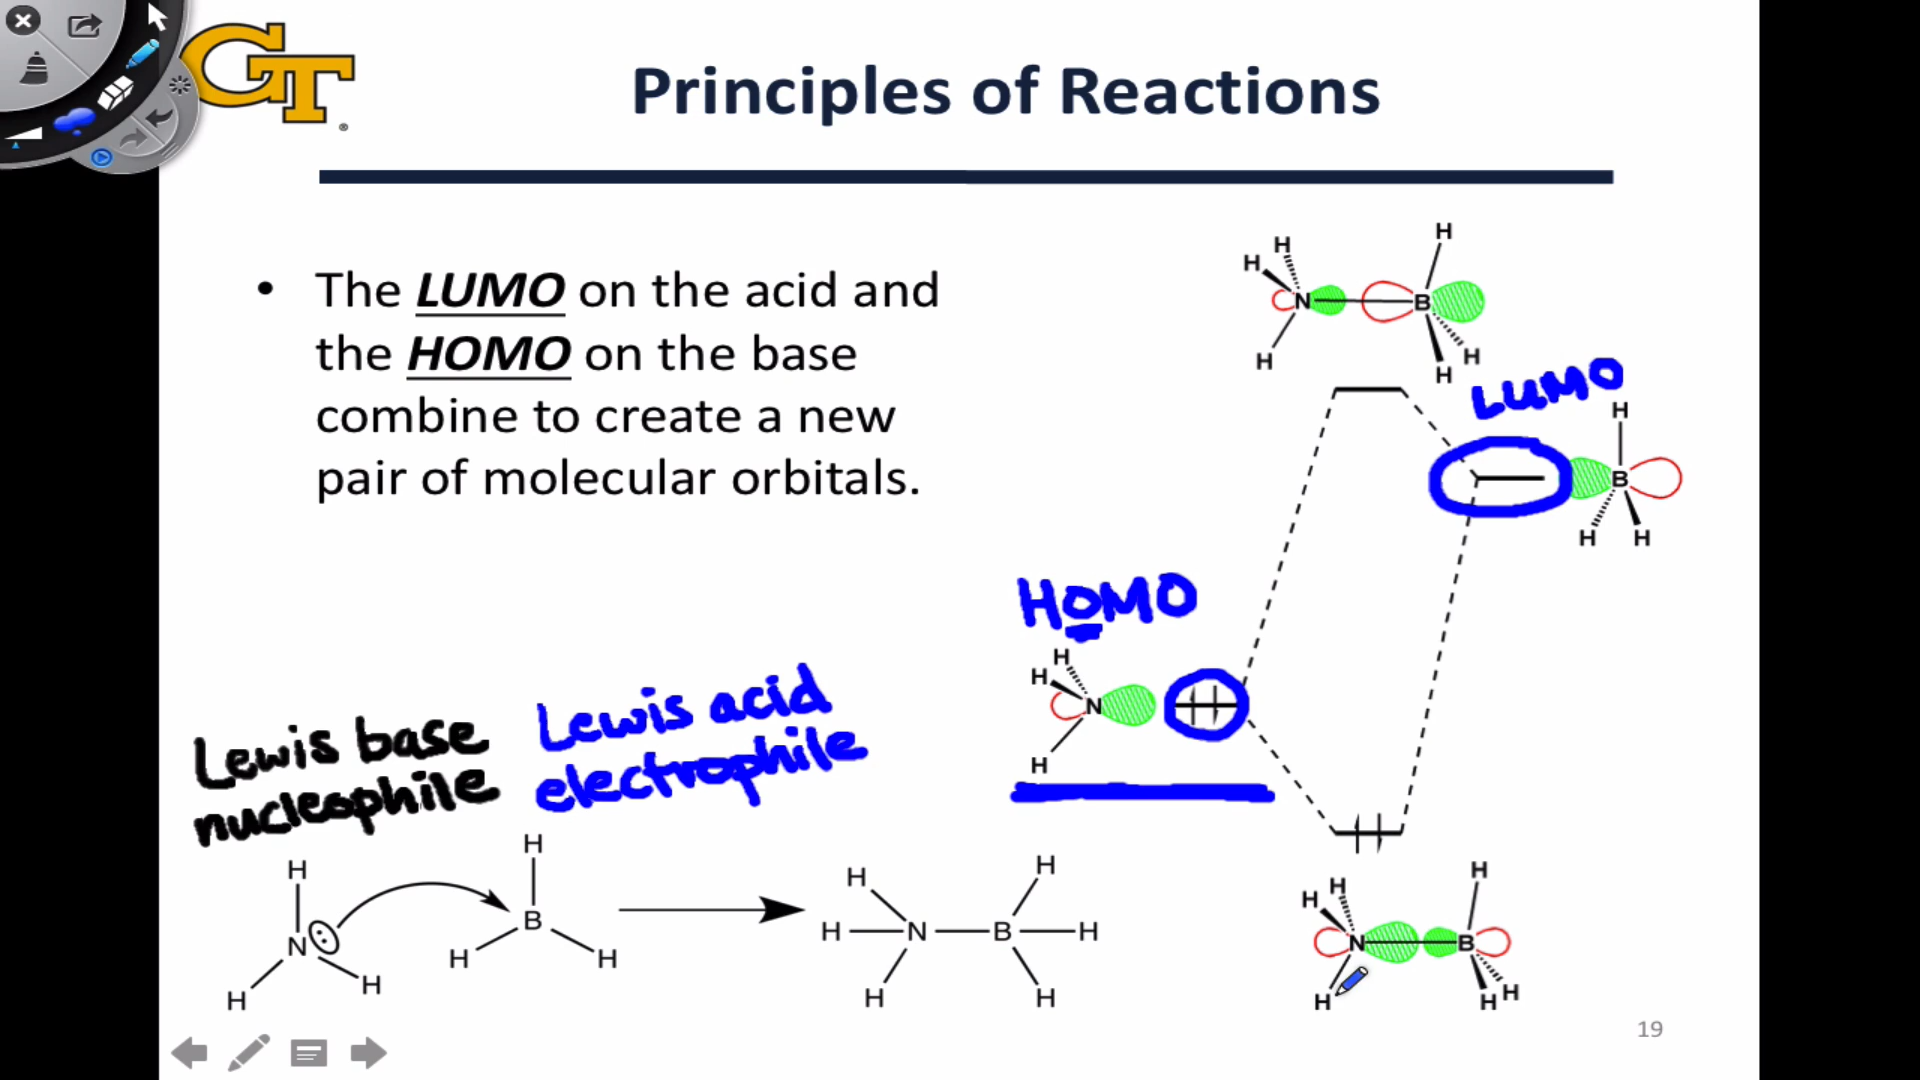 GT
®
Principles of Reactions
• The LUMO on the acid and
the HOMO on the base
combine to create a new
pair of molecular orbitals.
H
H
H
N
B
H
H
H
LUMO
H
B
H
H
HOMO
H
H
N
H
Lewis base
nucleophile
Lewis acid
electrophile
H
N
:
H
H
H
B
H
H
H
H
N
H
B
H
H
H
H
H
H
N
B
H
H
H
H
19